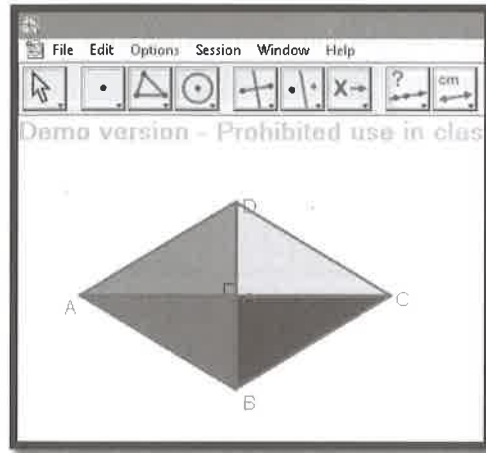 File Edit Options Session Window Help
? cm
Demo version - Prohibited use in clas
D
A C
B